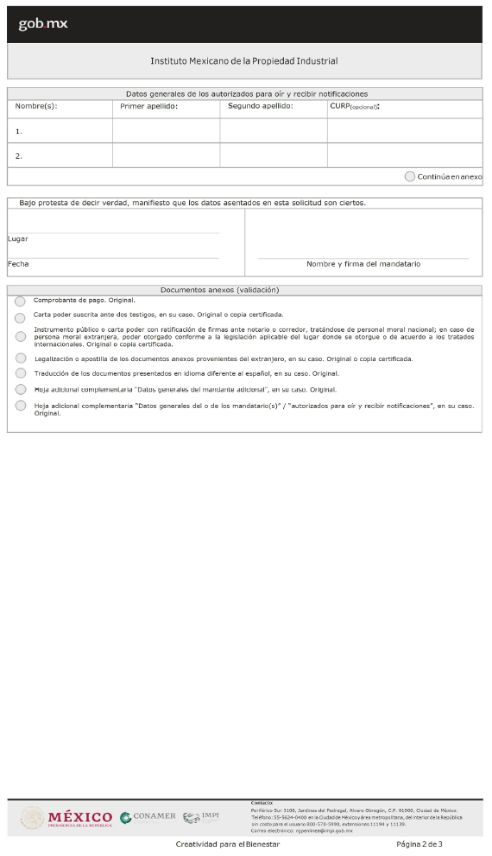 gob.mx
Instituto Mexicano de la Propiedad Industrial
Datos generales de los autorizados para oír y recibir notificaciones
Nombre(s): Primer apellido: Segundo apellido: CURP(opcional):
1.
2.
Continúa en anexo
Bajo protesta de decir verdad, manifiesto que los datos asentados en esta solicitud son ciertos.
Lugar
Fecha
Nombre y firma del mandatario
Documentos anexos (validación)
Comprobante de pago. Original.
Carta poder suscrita ante dos testigos, en su caso. Original o copia certificada.
Instrumento público o carta poder con ratificación de firmas ante notario o corredor, tratándose de personal moral nacional; en caso de
persona moral extranjera, poder otorgado conforme a la legislación aplicable del lugar donde se otorgue o de acuerdo a los tratados
internacionales. Original o copia certificada.
Legalización o apostilla de los documentos anexos provenientes del extranjero, en su caso. Original o copia certificada.
Traducción de los documentos presentados en idioma diferente al español, en su caso. Original.
Hoja adicional complementaria "Datos generales del mandante adicional", en su caso. Original.
Hoja adicional complementaria "Datos generales del o de los mandatario(s)" / "autorizados para oír y recibir notificaciones", en su caso.
Original.
MÉXICO
PRESIDENCIA DE LA REPÚBLICA
CONAMER
IMPI
Contacto:
Periférico Sur 3106, Jardines del Pedregal, Álvaro Obregón, C.P. 01900, Ciudad de México.
Teléfono: 55-5624-0400 en la Ciudad de México y área metropolitana, del interior de la República
sin costo para el usuario 800-570-5990, extensiones 11194 y 11139.
Correo electrónico:
Creatividad para el Bienestar
Página 2 de 3